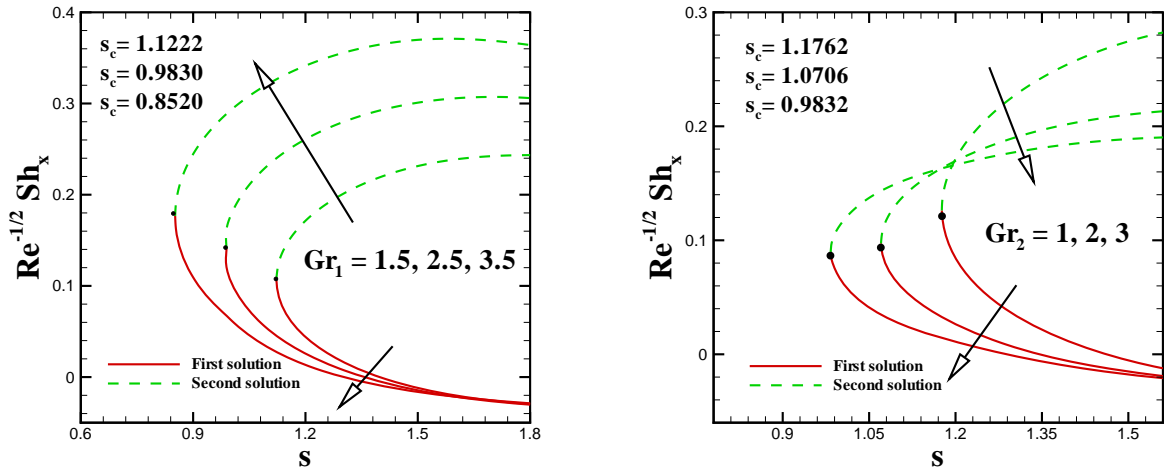 0.4
0.3
0.2
0.1
0
Re^-1/2 Sh_x
s_c= 1.1222
s_c= 0.9830
s_c= 0.8520
Gr_1 = 1.5, 2.5, 3.5
First solution
Second solution
0.6 0.9 1.2 1.5 1.8
s
0.3
0.2
0.1
0
Re^-1/2 Sh_x
s_c= 1.1762
s_c= 1.0706
s_c= 0.9832
Gr_2 = 1, 2, 3
First solution
Second solution
0.9 1.05 1.2 1.35 1.5
s